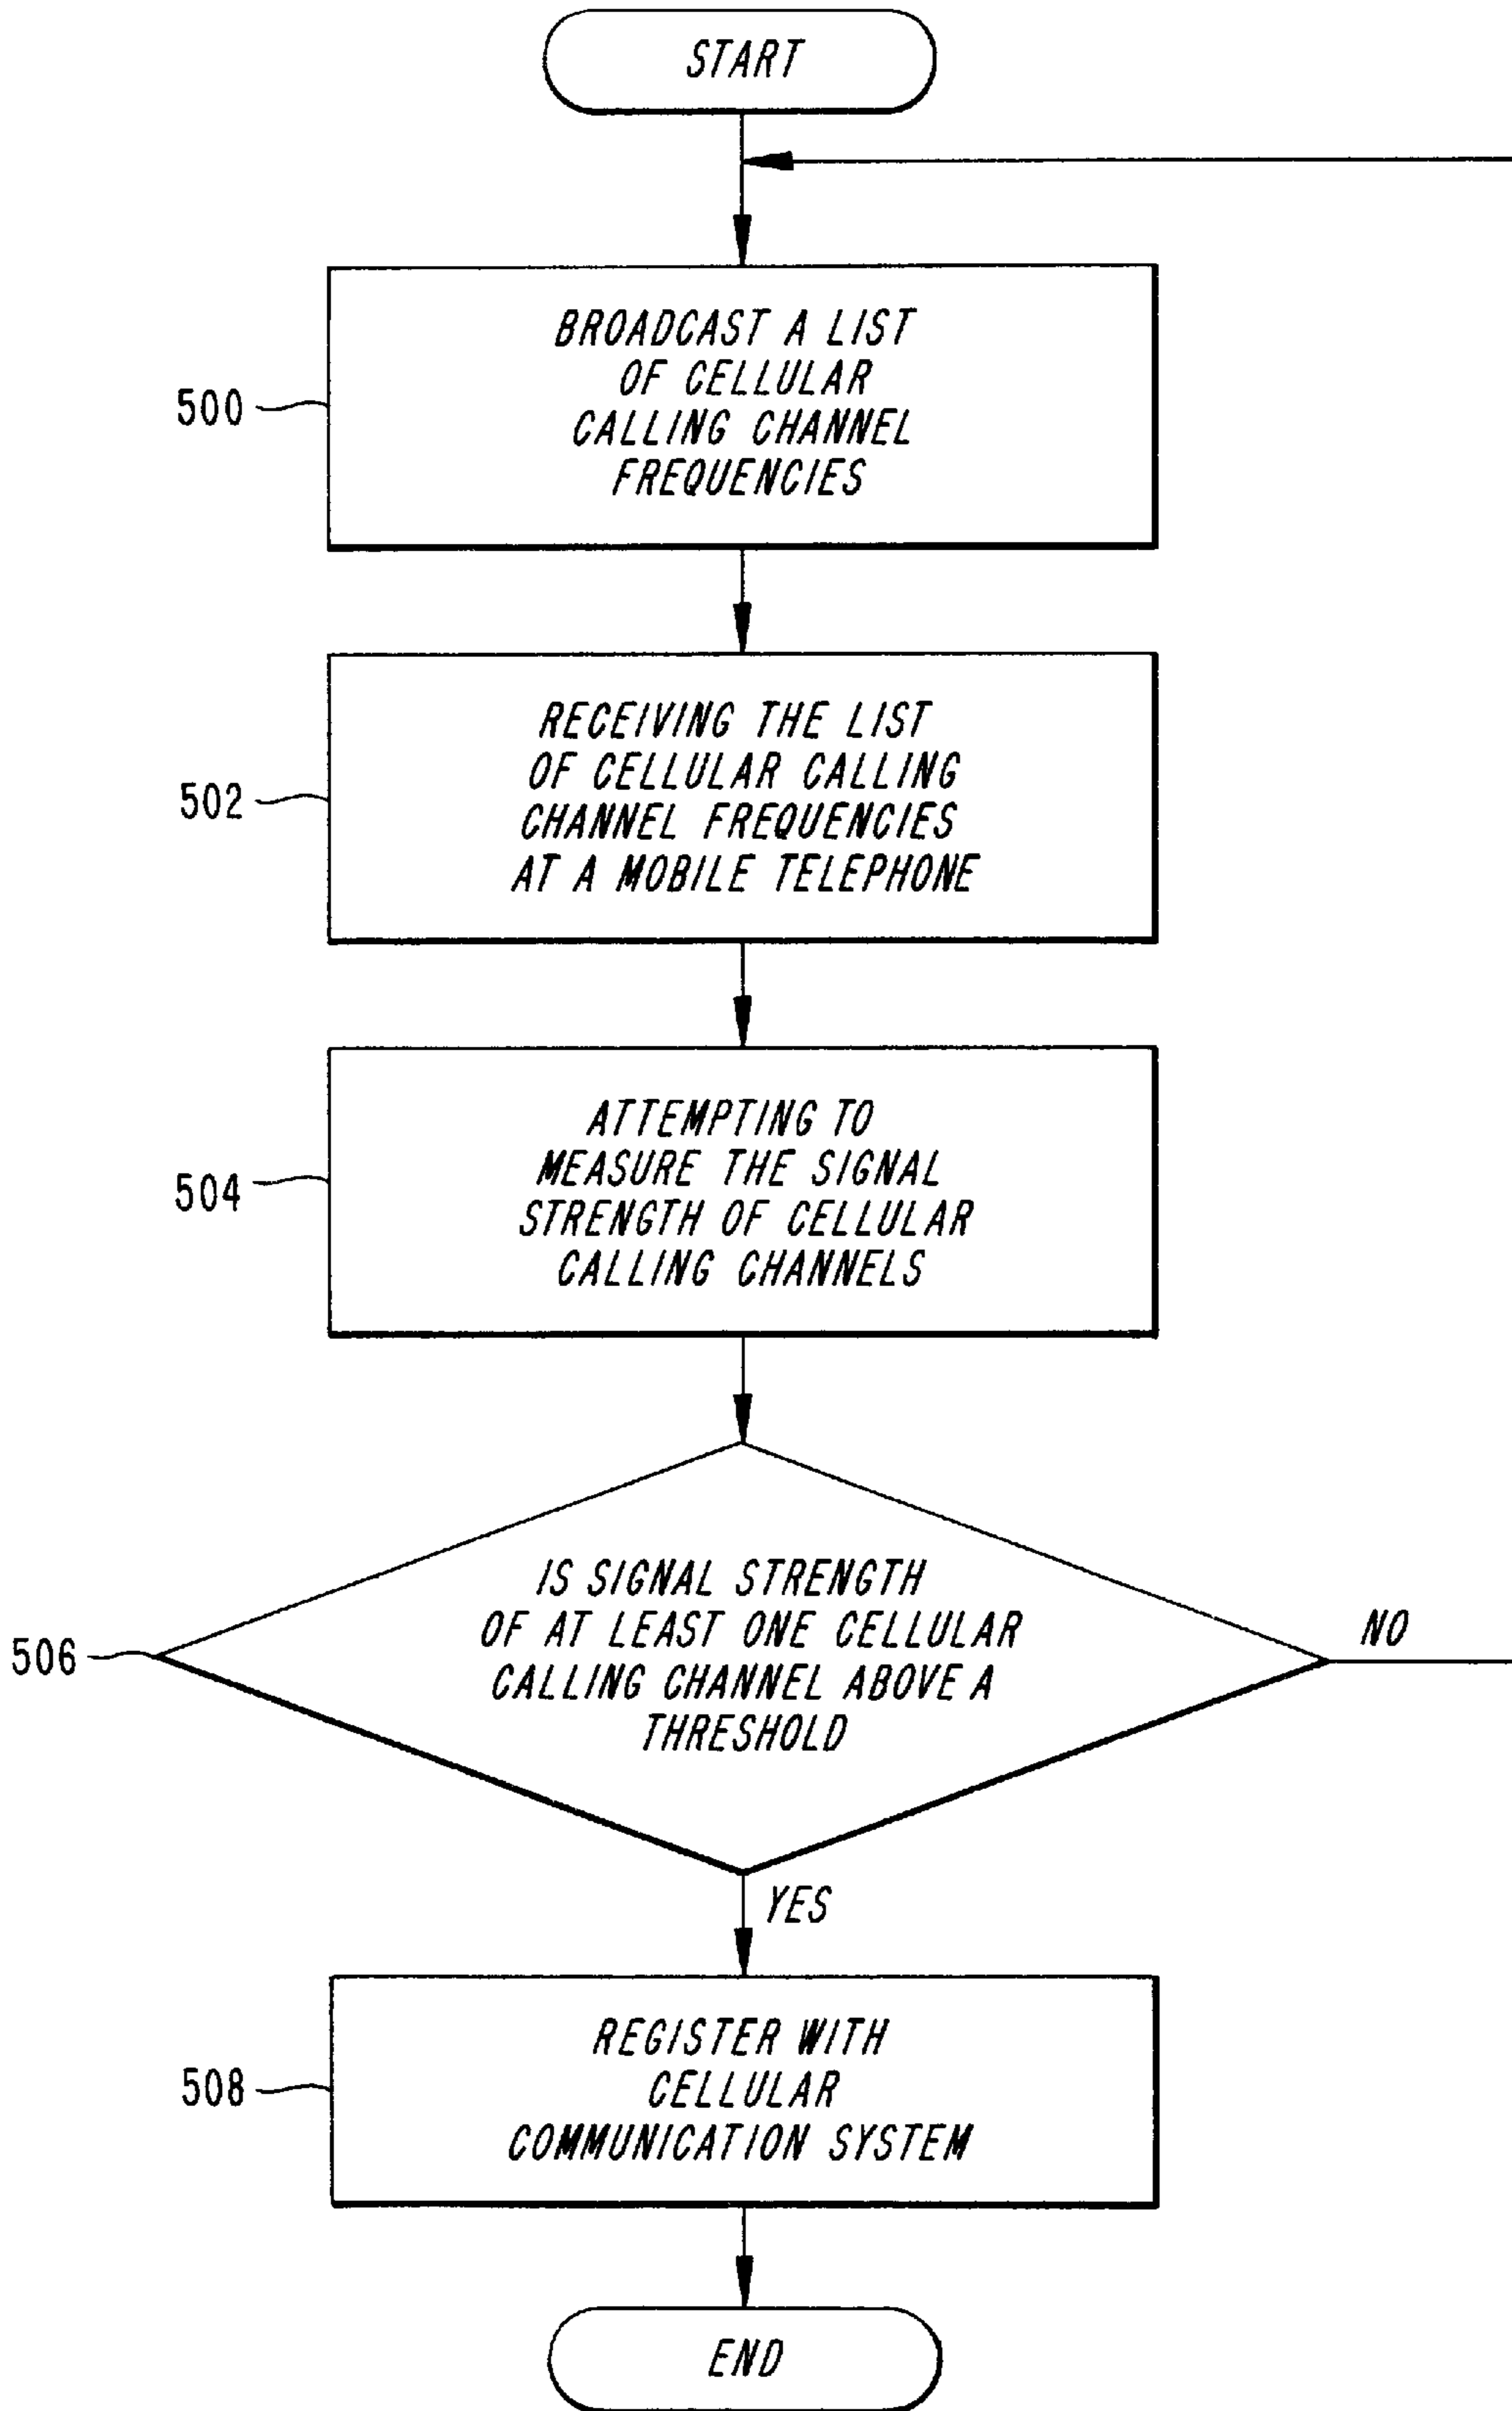 START
BROADCAST A LIST
OF CELLULAR
CALLING CHANNEL
FREQUENCIES
500
RECEIVING THE LIST
OF CELLULAR CALLING
CHANNEL FREQUENCIES
AT A MOBILE TELEPHONE
502
ATTEMPTING TO
MEASURE THE SIGNAL
STRENGTH OF CELLULAR
CALLING CHANNELS
504
IS SIGNAL STRENGTH
OF AT LEAST ONE CELLULAR
CALLING CHANNEL ABOVE A
THRESHOLD
506
NO
YES
REGISTER WITH
CELLULAR
COMMUNICATION SYSTEM
508
END